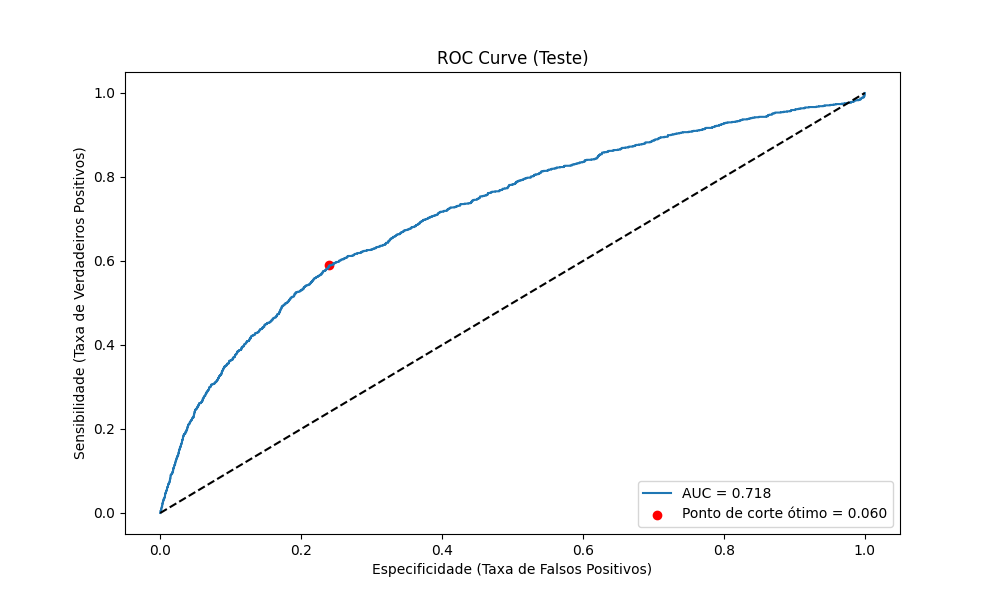 ROC Curve (Teste)
Sensibilidade (Taxa de Verdadeiros Positivos)
1.0
0.8
0.6
0.4
0.2
0.0
AUC = 0.718
Ponto de corte ótimo = 0.060
0.0 0.2 0.4 0.6 0.8 1.0
Especificidade (Taxa de Falsos Positivos)